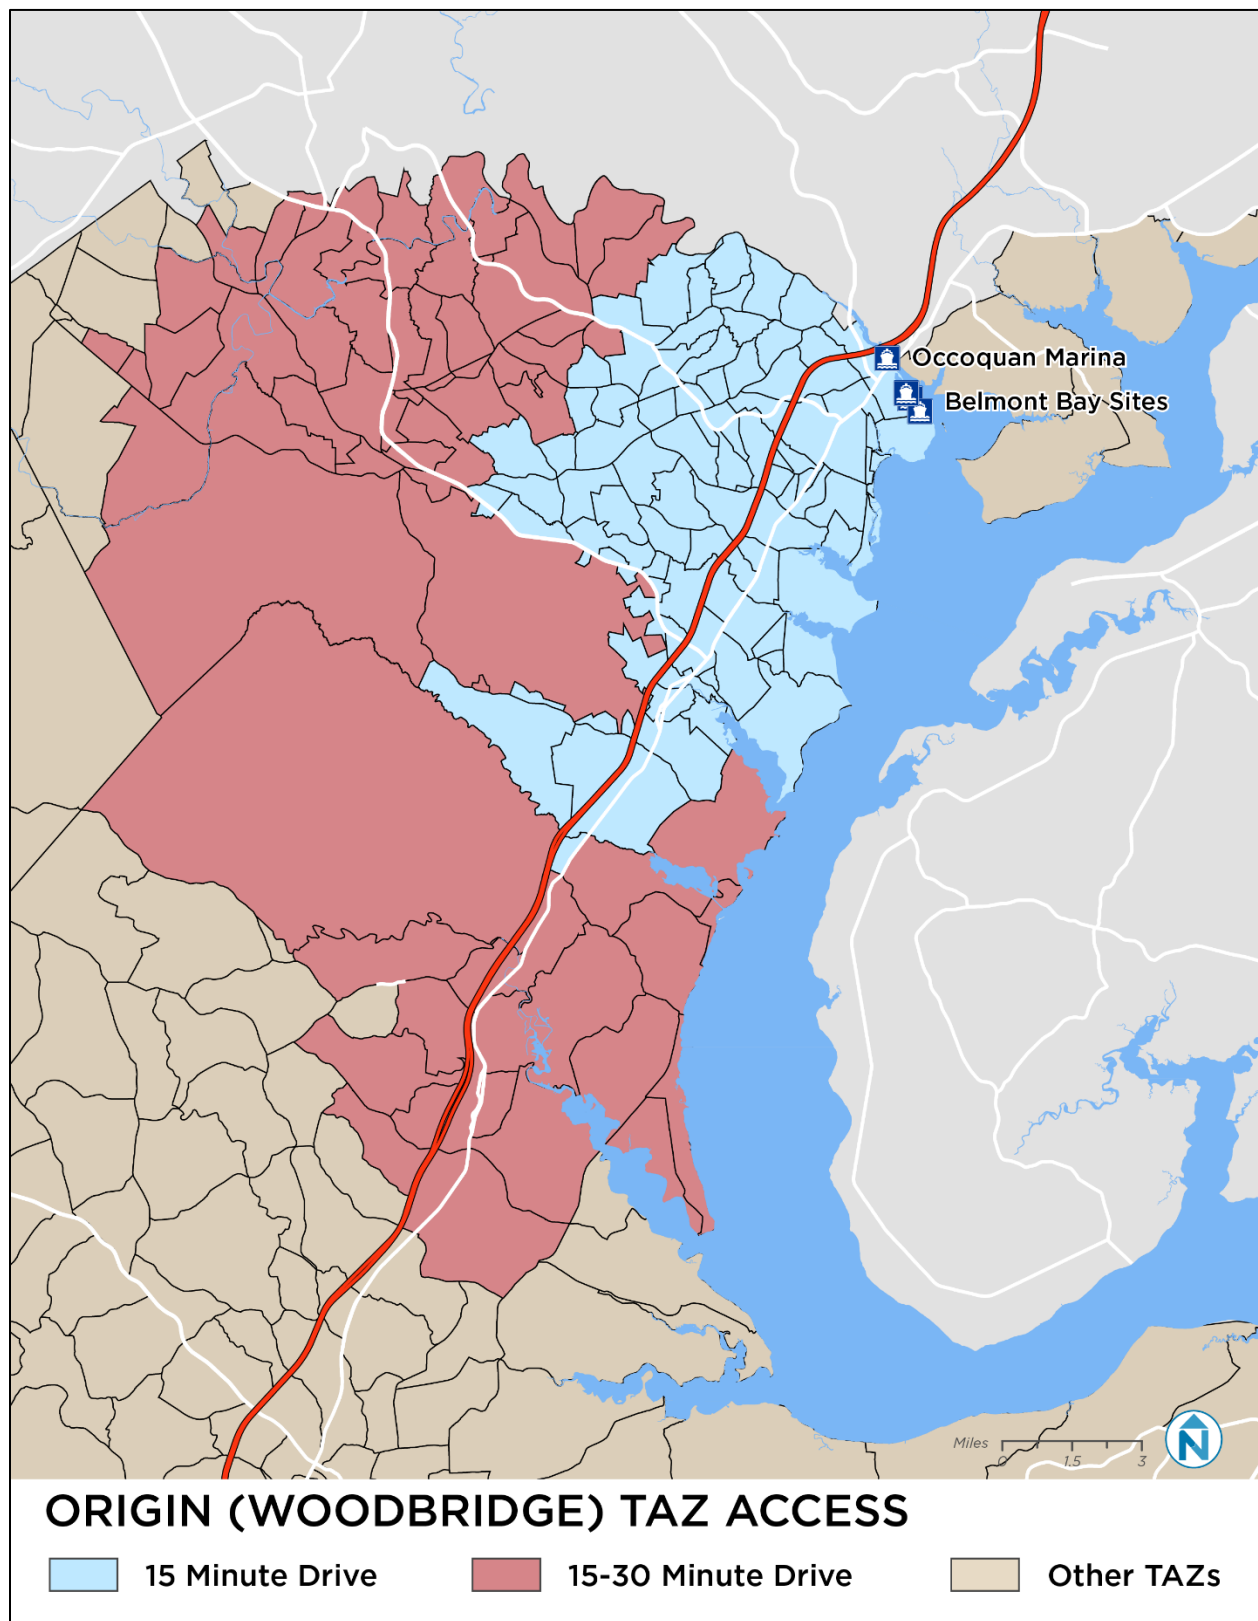 Occoquan Marina
Belmont Bay Sites
Miles
0 1.5 3
N
ORIGIN (WOODBRIDGE) TAZ ACCESS
15 Minute Drive 15-30 Minute Drive Other TAZs